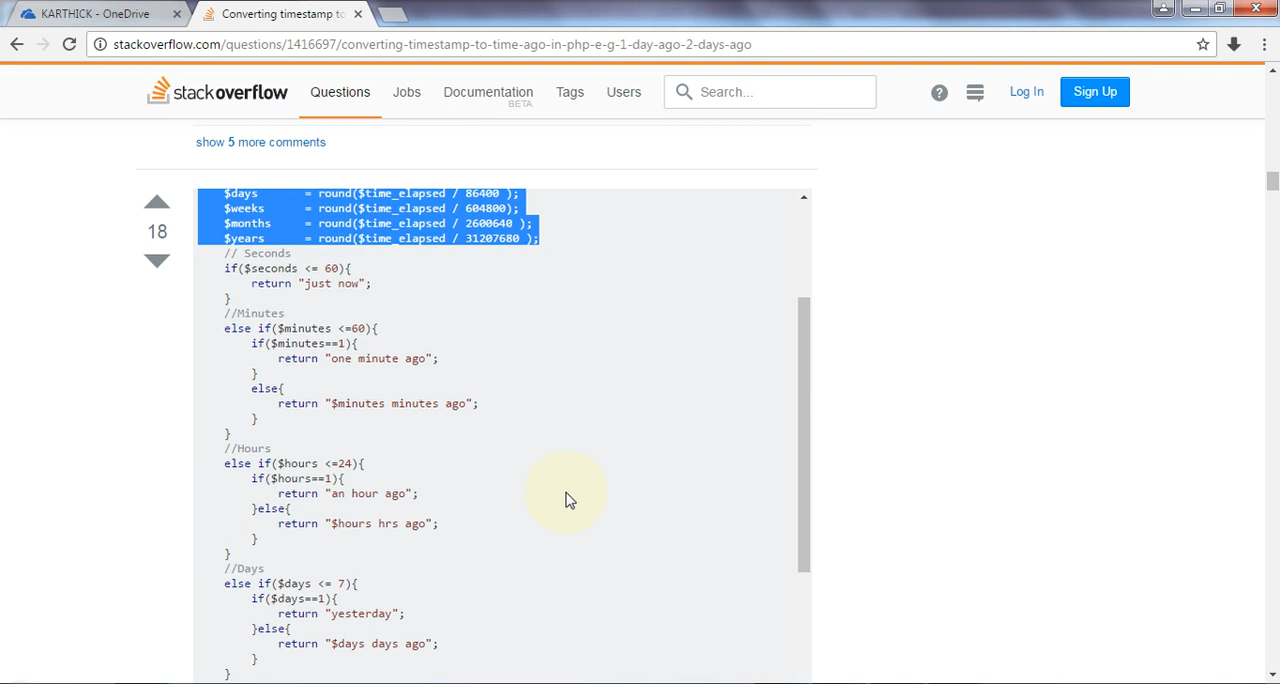 KARTHICK - OneDrive
Converting timestamp to
stackoverflow.com/questions/1416697/converting-timestamp-to-time-ago-in-php-e-g-1-day-ago-2-days-ago
stackoverflow
Questions
Jobs
Documentation
BETA
Tags
Users
Search...
Log In
Sign Up
show 5 more comments
18
$days = round($time_elapsed / 86400 );
$weeks = round($time_elapsed / 604800);
$months = round($time_elapsed / 2600640 );
$years = round($time_elapsed / 31207680 );
// Seconds
if($seconds <= 60){
return "just now";
}
//Minutes
else if($minutes <=60){
if($minutes==1){
return "one minute ago";
}
else{
return "$minutes minutes ago";
}
}
//Hours
else if($hours <=24){
if($hours==1){
return "an hour ago";
}else{
return "$hours hrs ago";
}
}
//Days
else if($days <= 7){
if($days==1){
return "yesterday";
}else{
return "$days days ago";
}
}